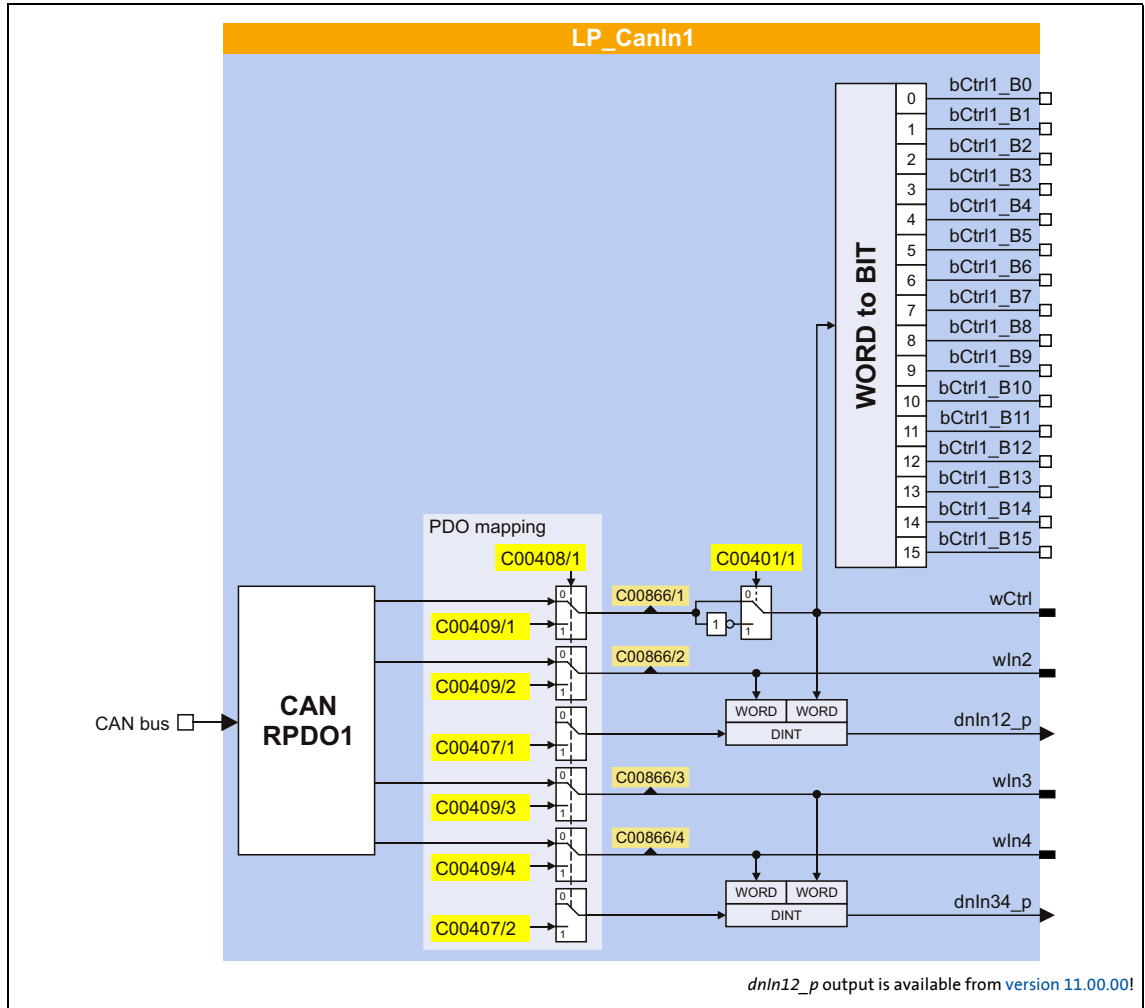 LP_CanIn1
bCtrl1_B0
0
bCtrl1_B1
1
bCtrl1_B2
2
bCtrl1_B3
3
bCtrl1_B4
4
bCtrl1_B5
5
bCtrl1_B6
6
bCtrl1_B7
7
bCtrl1_B8
8
bCtrl1_B9
9
bCtrl1_B10
10
bCtrl1_B11
11
bCtrl1_B12
12
bCtrl1_B13
13
bCtrl1_B14
14
bCtrl1_B15
15
WORD to BIT
PDO mapping
C00408/1
C00401/1
0
1
C00409/1
C00866/1
0
1
1
wCtrl
0
1
C00409/2
C00866/2
wIn2
CAN
RPDO1
CAN bus
0
1
C00407/1
WORD WORD
DINT
dnIn12_p
0
1
C00409/3
C00866/3
wIn3
0
1
C00409/4
C00866/4
wIn4
0
1
C00407/2
WORD WORD
DINT
dnIn34_p
dnIn12_p output is available from version 11.00.00!